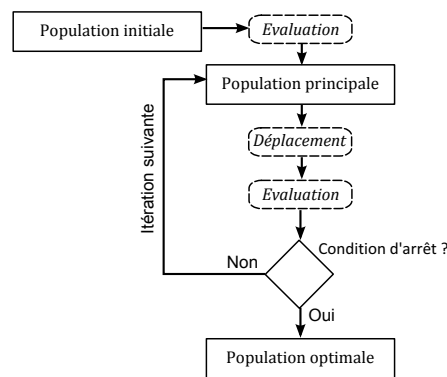 Population initiale
Evaluation
Population principale
Déplacement
Evaluation
Itération suivante
Condition d'arrêt ?
Non
Oui
Population optimale